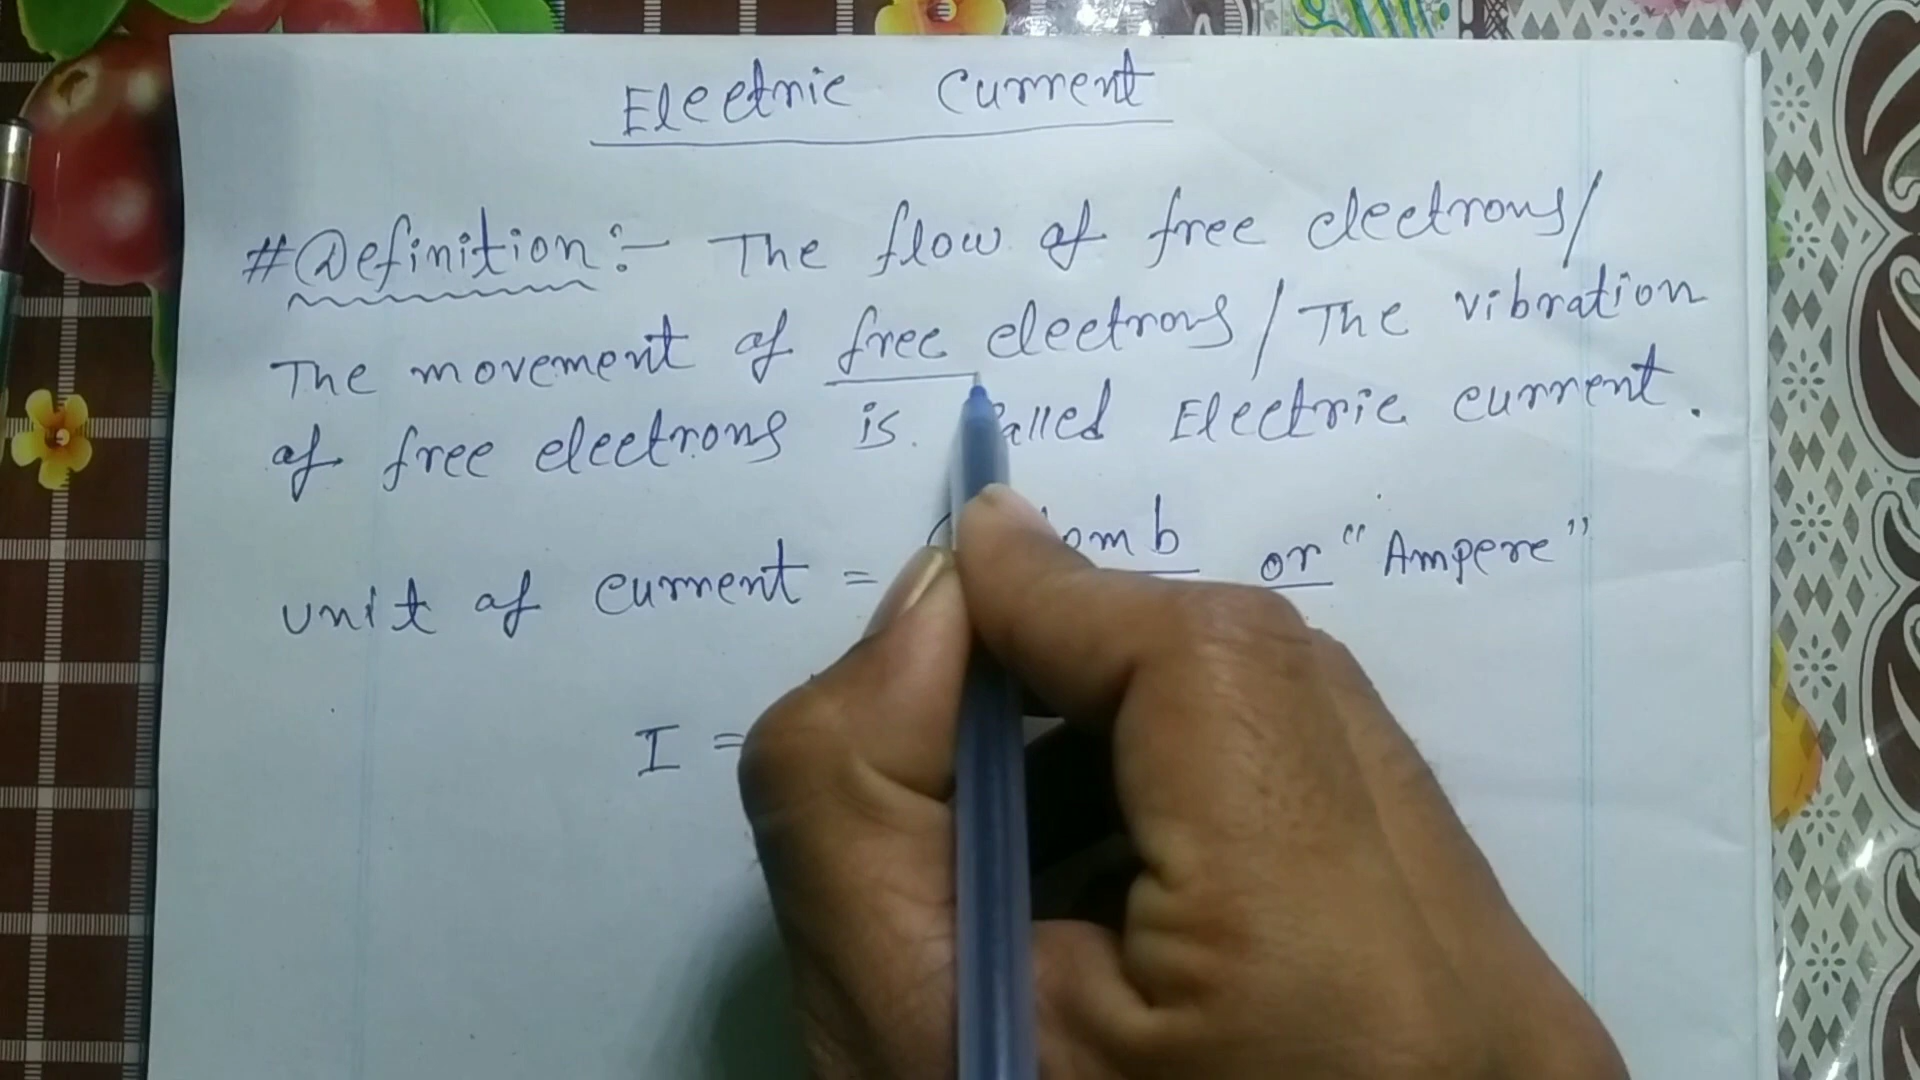 Electric Current
#Definition:- The flow of free electrons/
The movement of free electrons/The vibration
of free electrons is called Electric current.
unit of current = or "Ampere"
I =